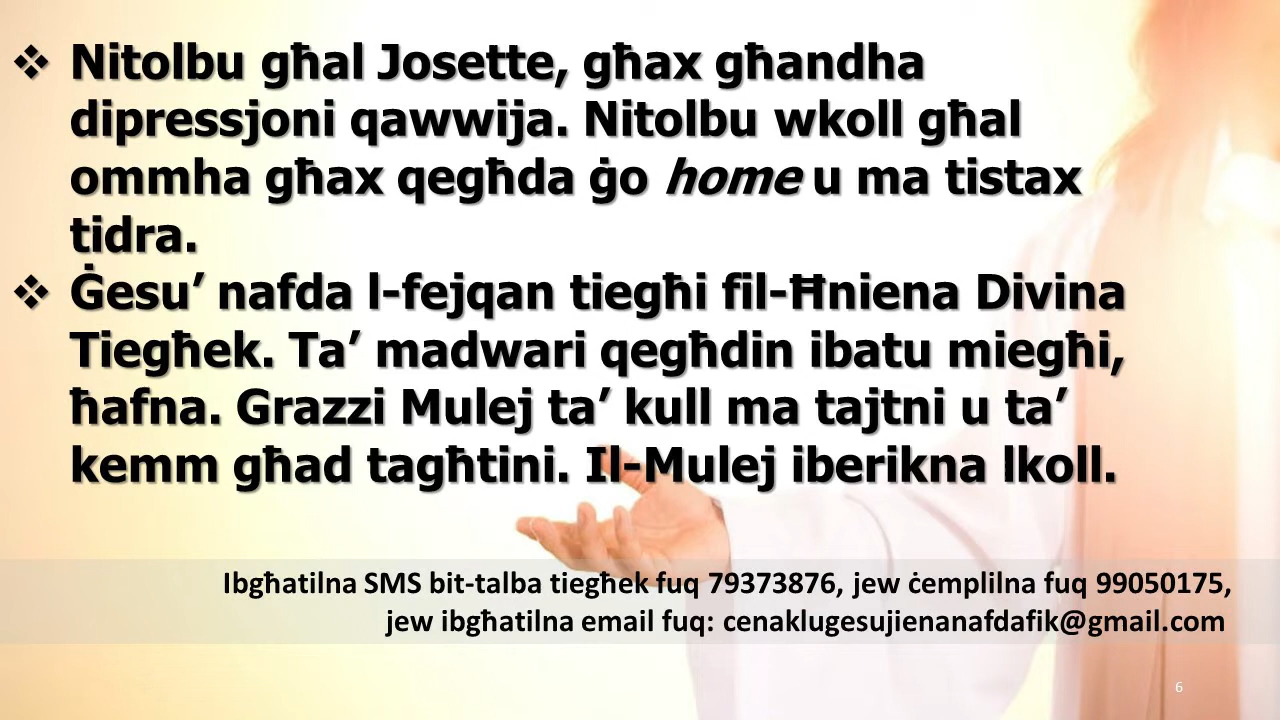 ❖ Nitolbu għal Josette, għax għandha
dipressjoni qawwija. Nitolbu wkoll għal
ommha għax qegħda ġo home u ma tistax
tidra.
❖ Ġesu’ nafda l-fejqan tiegħi fil-Ħniena Divina
Tiegħek. Ta’ madwari qegħdin ibatu miegħi,
ħafna. Grazzi Mulej ta’ kull ma tajtni u ta’
kemm għad tagħtini. Il-Mulej iberikna lkoll.
Ibgħatilna SMS bit-talba tiegħek fuq 79373876, jew ċemplilna fuq 99050175,
jew ibgħatilna email fuq: cenaklugesujienanafdafik@gmail.com
6